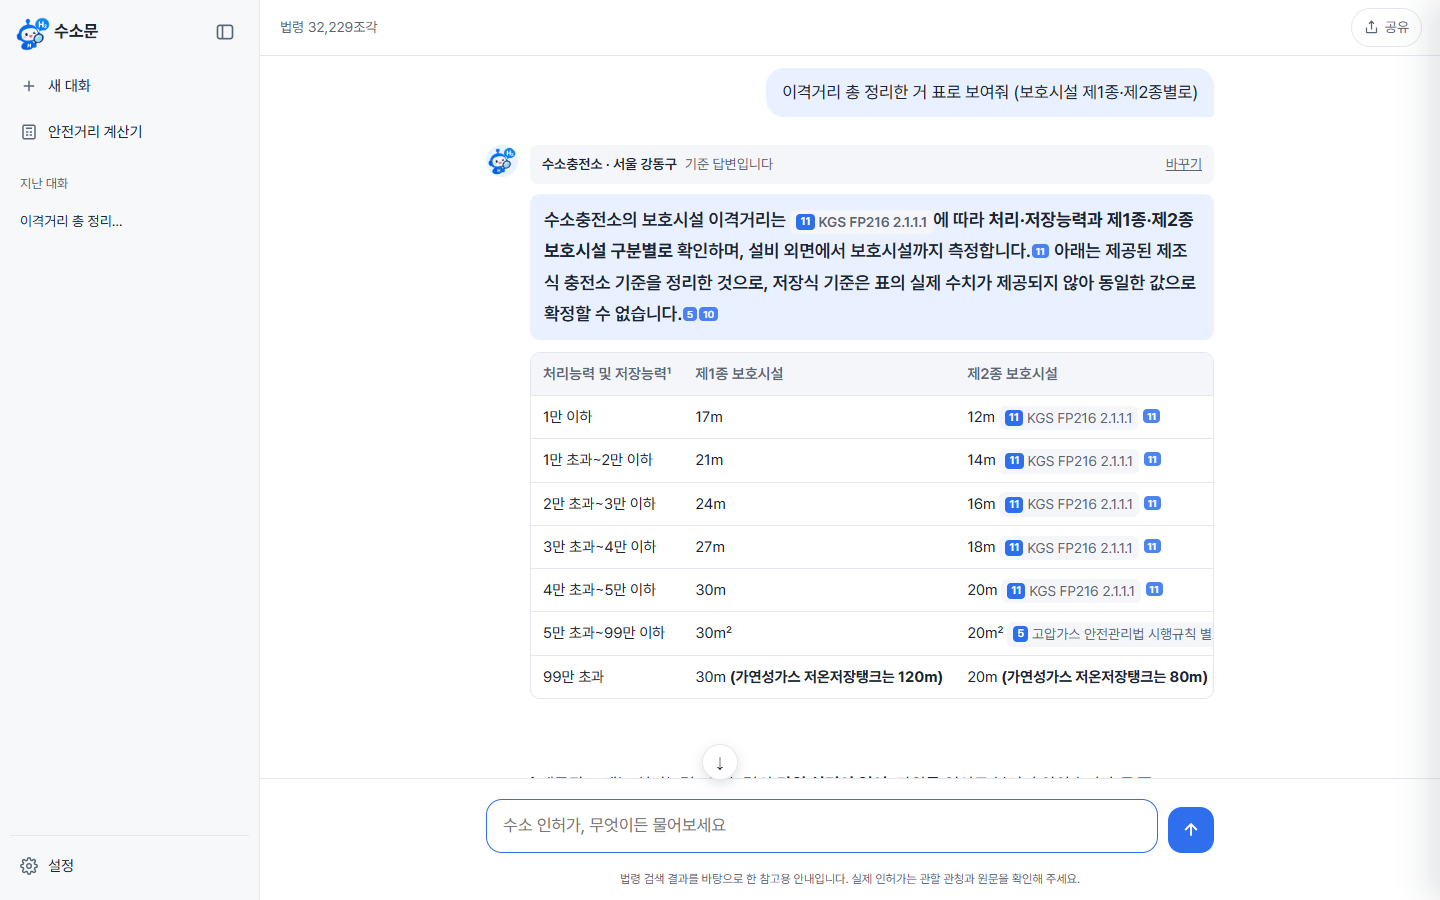 수소문
새 대화
안전거리 계산기
지난 대화
이격거리 총 정리...
설정
법령 32,229조각
공유
이격거리 총 정리한 거 표로 보여줘 (보호시설 제1종·제2종별로)
수소충전소 · 서울 강동구 기준 답변입니다 바꾸기
수소충전소의 보호시설 이격거리는 11 KGS FP216 2.1.1.1 에 따라 처리·저장능력과 제1종·제2종
보호시설 구분별로 확인하며, 설비 외면에서 보호시설까지 측정합니다. 11 아래는 제공된 제조
식 충전소 기준을 정리한 것으로, 저장식 기준은 표의 실제 수치가 제공되지 않아 동일한 값으로
확정할 수 없습니다. 5 10
처리능력 및 저장능력¹ 제1종 보호시설 제2종 보호시설
1만 이하 17m 12m 11 KGS FP216 2.1.1.1 11
1만 초과~2만 이하 21m 14m 11 KGS FP216 2.1.1.1 11
2만 초과~3만 이하 24m 16m 11 KGS FP216 2.1.1.1 11
3만 초과~4만 이하 27m 18m 11 KGS FP216 2.1.1.1 11
4만 초과~5만 이하 30m 20m 11 KGS FP216 2.1.1.1 11
5만 초과~99만 이하 30m² 20m² 5 고압가스 안전관리법 시행규칙 별
99만 초과 30m (가연성가스 저온저장탱크는 120m) 20m (가연성가스 저온저장탱크는 80m)
↓
수소 인허가, 무엇이든 물어보세요
법령 검색 결과를 바탕으로 한 참고용 안내입니다. 실제 인허가는 관할 관청과 원문을 확인해 주세요.